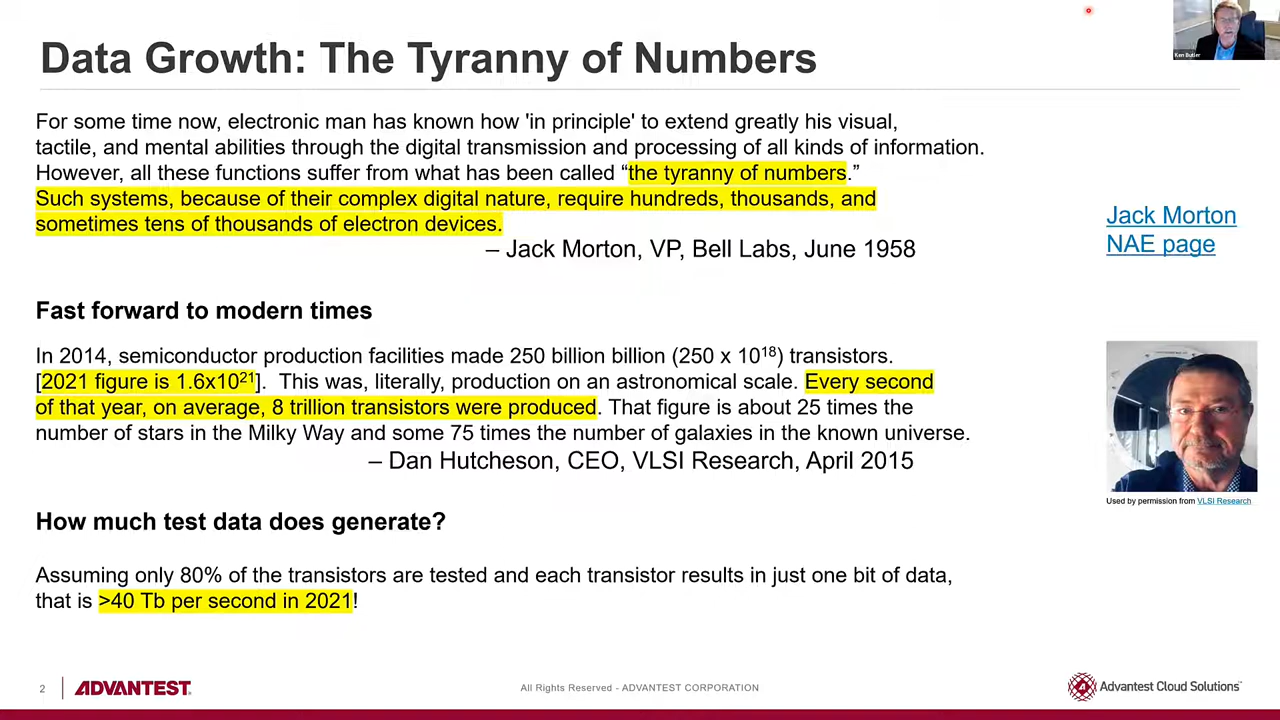 Data Growth: The Tyranny of Numbers
Ken Butler
For some time now, electronic man has known how 'in principle' to extend greatly his visual,
tactile, and mental abilities through the digital transmission and processing of all kinds of information.
However, all these functions suffer from what has been called “the tyranny of numbers.”
Such systems, because of their complex digital nature, require hundreds, thousands, and
sometimes tens of thousands of electron devices.
– Jack Morton, VP, Bell Labs, June 1958
Jack Morton
NAE page
Fast forward to modern times
In 2014, semiconductor production facilities made 250 billion billion (250 x 10¹⁸) transistors.
[2021 figure is 1.6x10²¹]. This was, literally, production on an astronomical scale. Every second
of that year, on average, 8 trillion transistors were produced. That figure is about 25 times the
number of stars in the Milky Way and some 75 times the number of galaxies in the known universe.
– Dan Hutcheson, CEO, VLSI Research, April 2015
Used by permission from VLSI Research
How much test data does generate?
Assuming only 80% of the transistors are tested and each transistor results in just one bit of data,
that is >40 Tb per second in 2021!
2
ADVANTEST
All Rights Reserved - ADVANTEST CORPORATION
Advantest Cloud Solutions™